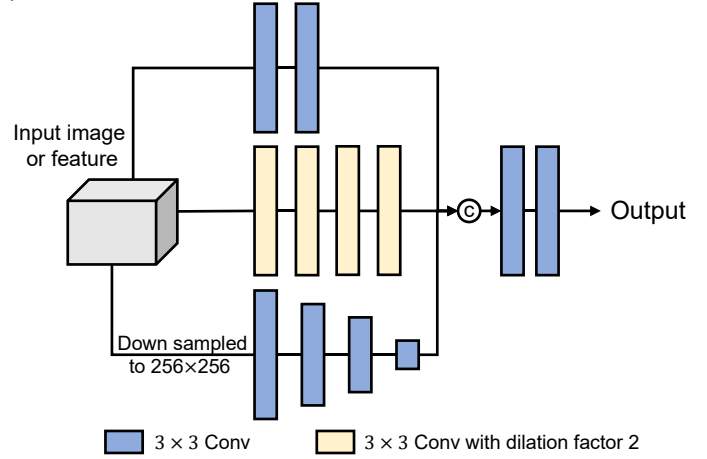 Input image
or feature
C
Output
Down sampled
to 256×256
3 × 3 Conv
3 × 3 Conv with dilation factor 2